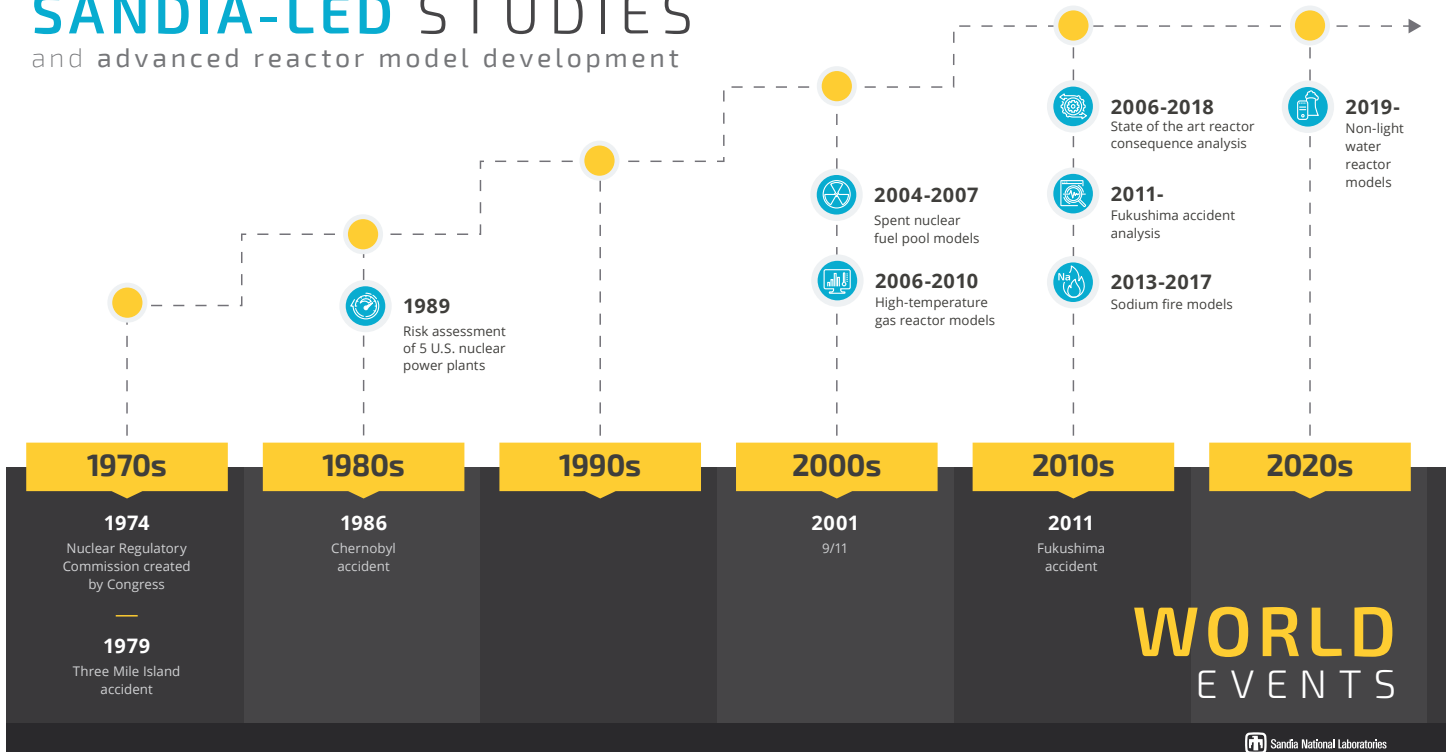 SANDIA-LED STUDIES
and advanced reactor model development
1989
Risk assessment
of 5 U.S. nuclear
power plants
2004-2007
Spent nuclear
fuel pool models
2006-2010
High-temperature
gas reactor models
2006-2018
State of the art reactor
consequence analysis
2011-
Fukushima accident
analysis
Na
2013-2017
Sodium fire models
2019-
Non-light
water
reactor
models
1970s
1980s
1990s
2000s
2010s
2020s
1974
Nuclear Regulatory
Commission created
by Congress
1979
Three Mile Island
accident
1986
Chernobyl
accident
2001
9/11
2011
Fukushima
accident
WORLD
EVENTS
Sandia National Laboratories